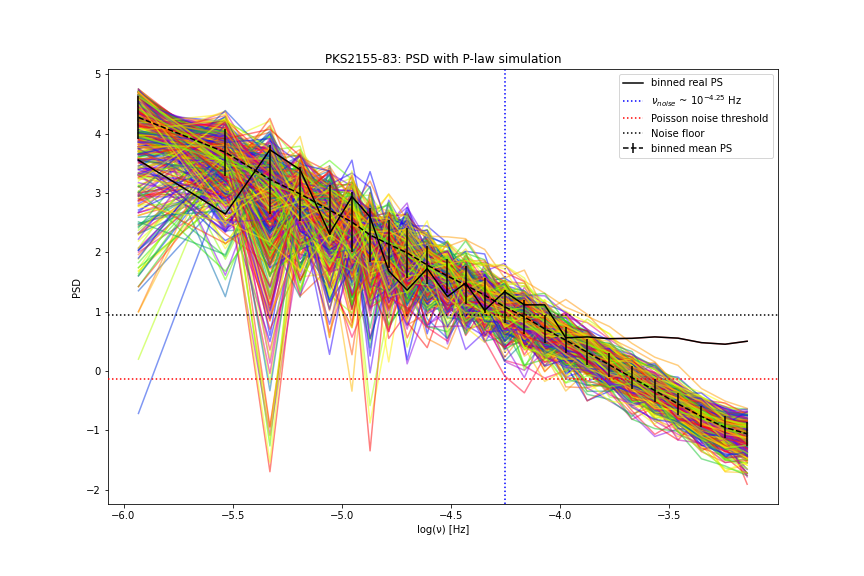 PKS2155-83: PSD with P-law simulation
binned real PS
ν_noise ~ 10^−4.25 Hz
Poisson noise threshold
Noise floor
binned mean PS
PSD
5
4
3
2
1
0
−1
−2
−6.0 −5.5 −5.0 −4.5 −4.0 −3.5
log(ν) [Hz]